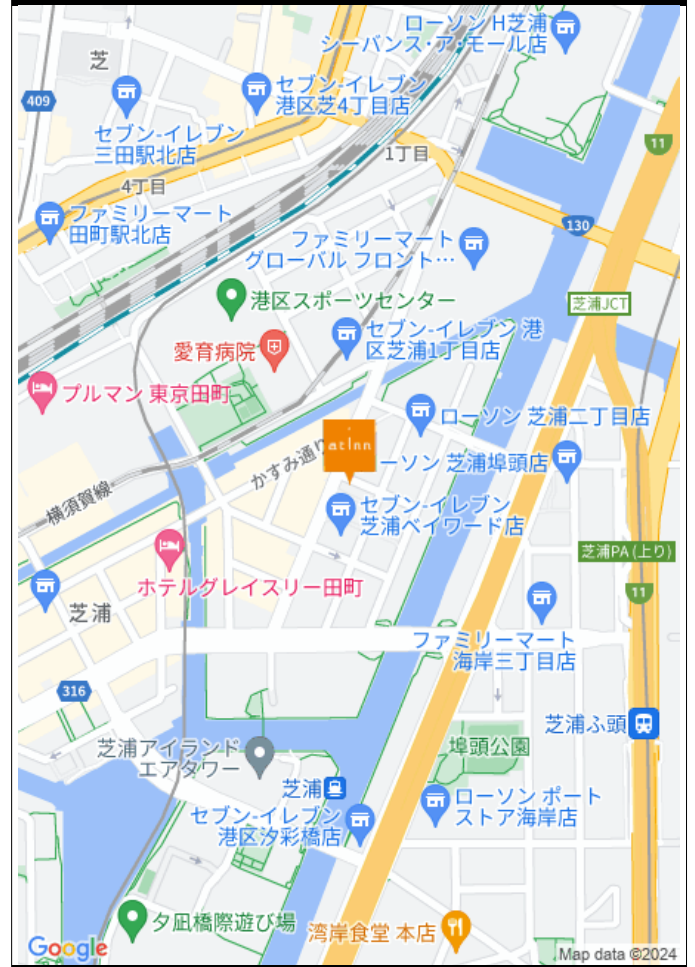 ローソン H芝浦
シーバンス・ア・モール店
芝
409
セブン-イレブン
港区芝4丁目店
セブン-イレブン
三田駅北店
1丁目
11
4丁目
ファミリーマート
田町駅北店
130
ファミリーマート
グローバル フロント…
港区スポーツセンター
芝浦JCT
セブン-イレブン 港
区芝浦1丁目店
愛育病院
プルマン 東京田町
ローソン 芝浦二丁目店
atinn
かすみ通り
ーソン 芝浦埠頭店
横須賀線
セブン-イレブン
芝浦ベイワード店
芝浦PA (上り)
ホテルグレイスリー田町
11
芝浦
ファミリーマート
海岸三丁目店
316
芝浦ふ頭
芝浦アイランド
エアタワー
埠頭公園
芝浦
セブン-イレブン
港区汐彩橋店
ローソン ポート
ストア海岸店
夕凪橋際遊び場
湾岸食堂 本店
Google
Map data ©2024